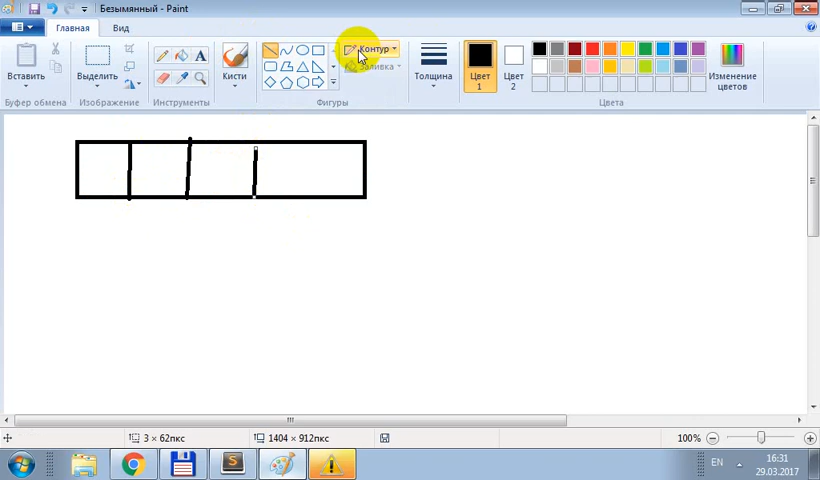 Безымянный - Paint
Главная Вид
Вставить
Выделить
A
Кисти
Контур
Заливка
Толщина
Цвет 1
Цвет 2
Изменение цветов
Буфер обмена Изображение Инструменты Фигуры Цвета
3 × 62пкс 1404 × 912пкс 100%
EN 16:31
29.03.2017